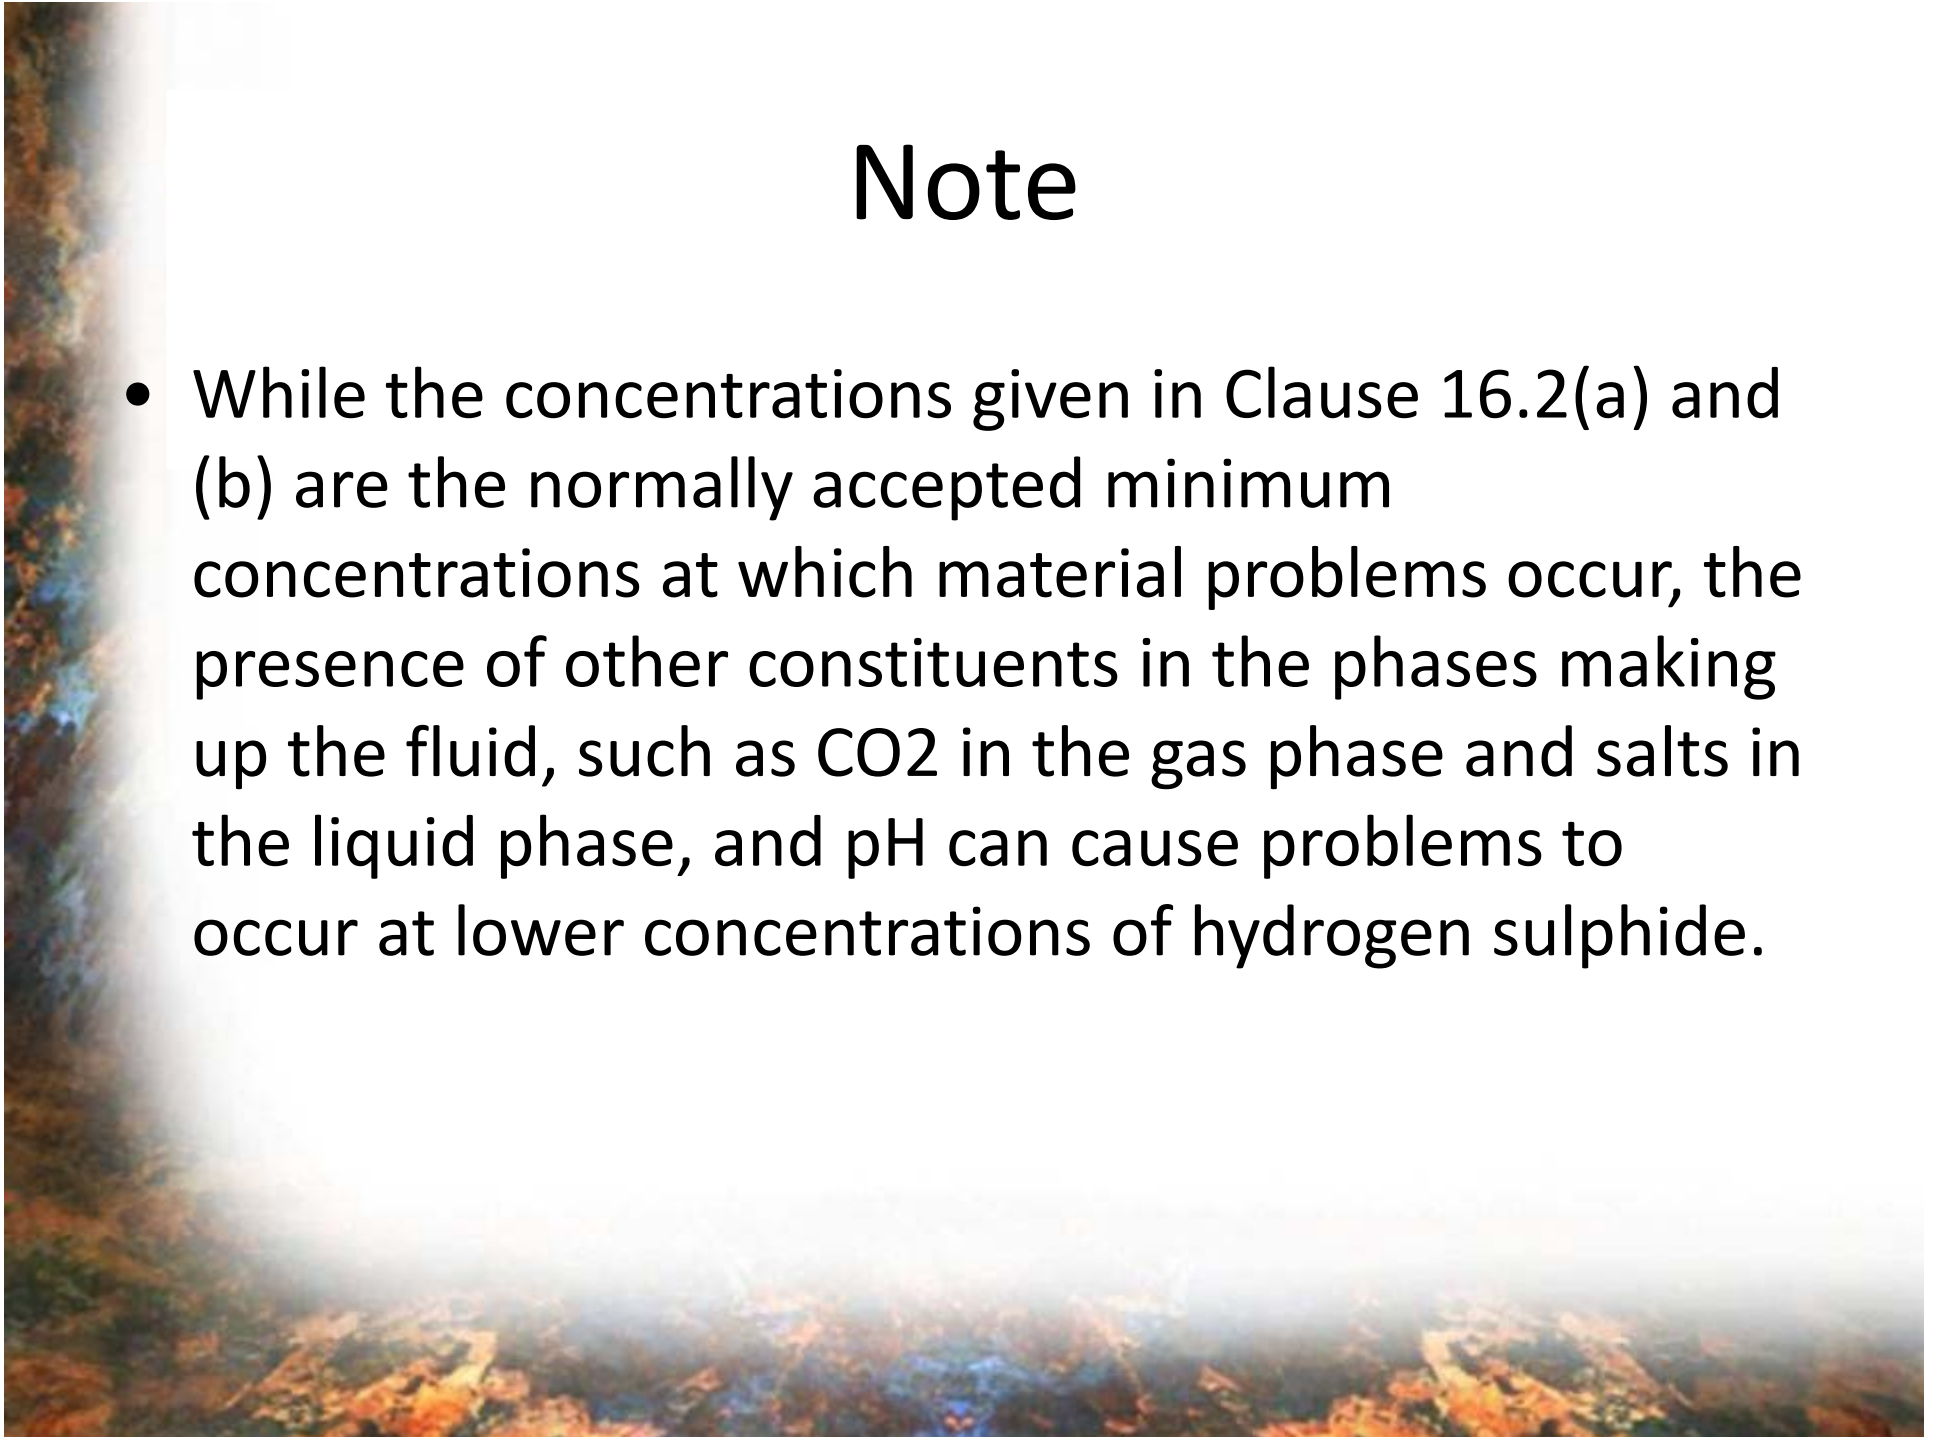 Note
• While the concentrations given in Clause 16.2(a) and
(b) are the normally accepted minimum
concentrations at which material problems occur, the
presence of other constituents in the phases making
up the fluid, such as CO2 in the gas phase and salts in
the liquid phase, and pH can cause problems to
occur at lower concentrations of hydrogen sulphide.